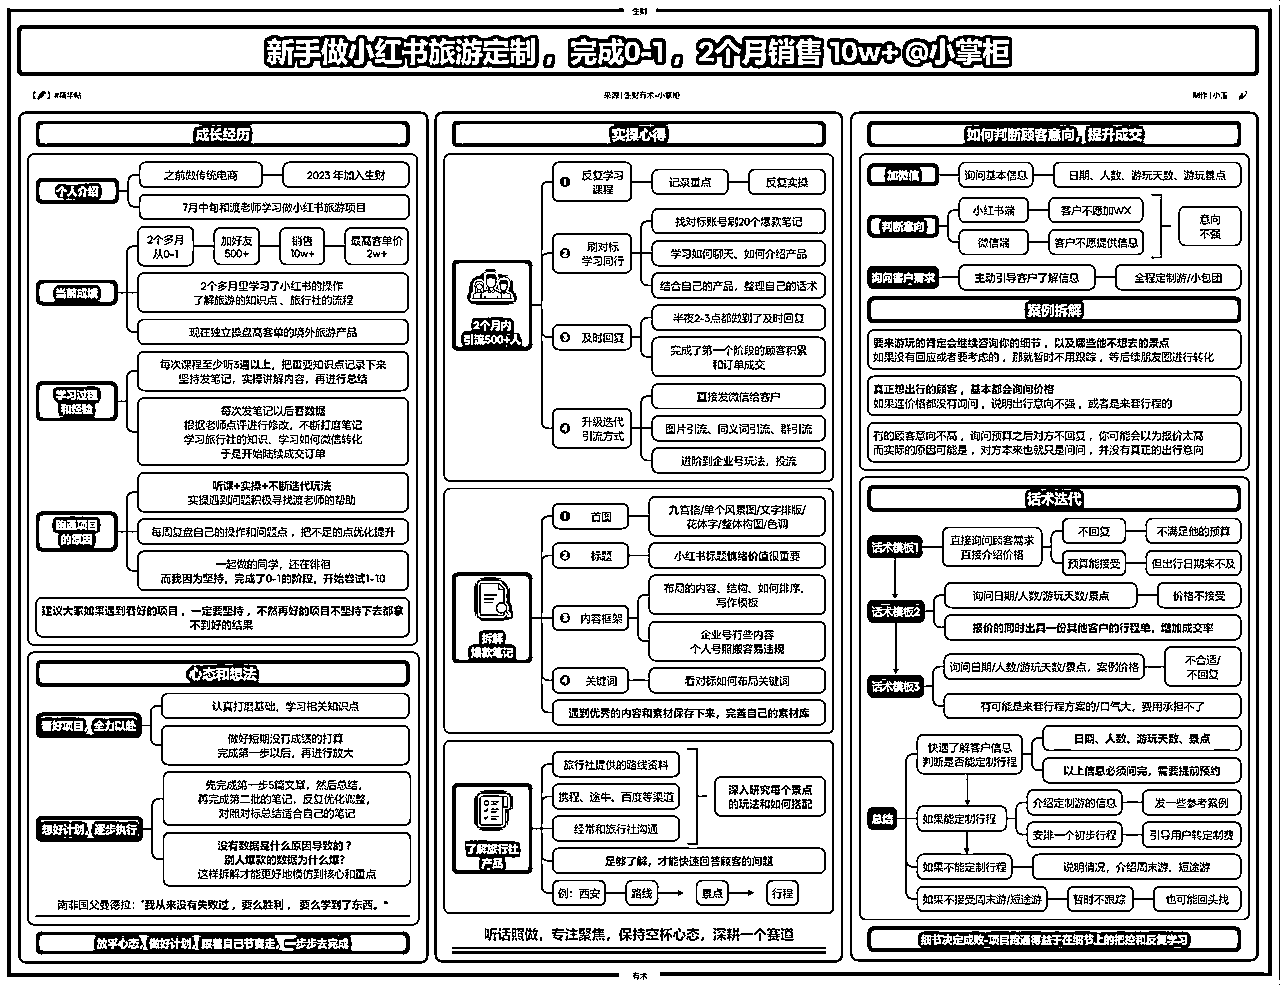 生财
新手做小红书旅游定制，完成0-1，2个月销售10w+ @小掌柜
【🖊】#精华帖
来源 | 生财有术-小掌柜
制作 | 小玉
成长经历
个人介绍
之前做传统电商
2023 年加入生财
7月中旬和渡老师学习做小红书旅游项目
当前成绩
2个多月
从0-1
加好友
500+
销售
10w+
最高客单价
2w+
2个多月里学习了小红书的操作
了解旅游的知识点、旅行社的流程
现在独立操盘高客单的境外旅游产品
学习过程
和经验
每次课程至少听3遍以上，把重要知识点记录下来
坚持发笔记，实操讲解内容，再进行总结
每次发笔记以后看数据
根据老师点评进行修改，不断打磨笔记
学习旅行社的知识、学习如何微信转化
于是开始陆续成交订单
跑通项目
的原因
听课+实操+不断迭代玩法
实操遇到问题积极寻找渡老师的帮助
每周复盘自己的操作和问题点，把不足的点优化提升
一起做的同学，还在徘徊
而我因为坚持，完成了0-1的阶段，开始尝试1-10
建议大家如果遇到看好的项目，一定要坚持，不然再好的项目不坚持下去都拿
不到好的结果
心态和想法
看好项目，全力以赴
认真打磨基础，学习相关知识点
做好短期没有成绩的打算
完成第一步以后，再进行放大
想好计划，逐步执行
先完成第一步5篇文章，然后总结，
再完成第二批的笔记，反复优化调整，
对照对标总结适合自己的笔记
没有数据是什么原因导致的？
别人爆款的数据为什么爆？
这样拆解才能更好地模仿到核心和重点
南非国父曼德拉："我从来没有失败过，要么胜利，要么学到了东西。"
放平心态，做好计划，跟着自己节奏走，一步步去完成
实操心得
2个月内
引流500+人
1
反复学习
课程
记录重点
反复实操
2
刷对标
学习同行
找对标账号刷20个爆款笔记
学习如何聊天、如何介绍产品
结合自己的产品，整理自己的话术
3
及时回复
半夜2-3点都做到了及时回复
完成了第一个阶段的顾客积累
和订单成交
4
升级迭代
引流方式
直接发微信给客户
图片引流、同义词引流、群引流
进阶到企业号玩法，投流
拆解
爆款笔记
1
首图
九宫格/单个风景图/文字排版/
花体字/整体构图/色调
2
标题
小红书标题情绪价值很重要
3
内容框架
布局的内容、结构、如何排序，
写作模板
企业号有些内容
个人号照搬容易违规
4
关键词
看对标如何布局关键词
遇到优秀的内容和素材保存下来，完善自己的素材库
了解旅行社
产品
旅行社提供的路线资料
携程、途牛、百度等渠道
经常和旅行社沟通
深入研究每个景点
的玩法和如何搭配
足够了解，才能快速回答顾客的问题
例：西安
路线
景点
行程
听话照做，专注聚焦，保持空杯心态，深耕一个赛道
如何判断顾客意向，提升成交
加微信
询问基本信息
日期、人数、游玩天数、游玩景点
判断意向
小红书端
客户不愿加WX
微信端
客户不愿提供信息
意向
不强
询问客户需求
主动引导客户了解信息
全程定制游/小包团
案例拆解
要来游玩的肯定会继续咨询你的细节，以及哪些他不想去的景点
如果没有回应或者要考虑的，那就暂时不用跟踪，等后续朋友圈进行转化
真正想出行的顾客，基本都会询问价格
如果连价格都没有询问，说明出行意向不强，或者是来套行程的
有的顾客意向不高，询问预算之后对方不回复，你可能会以为报价太高
而实际的原因可能是，对方本来也就只是问问，并没有真正的出行意向
话术迭代
话术模板1
直接询问顾客需求
直接介绍价格
不回复
不满足他的预算
预算能接受
但出行日期来不及
话术模板2
询问日期/人数/游玩天数/景点
价格不接受
报价的同时出具一份其他客户的行程单，增加成交率
话术模板3
询问日期/人数/游玩天数/景点，案例价格
不合适/
不回复
有可能是来套行程方案的/口气大，费用承担不了
总结
快速了解客户信息
判断是否能定制行程
日期、人数、游玩天数、景点
以上信息必须问完，需要提前预约
如果能定制行程
介绍定制游的信息
发一些参考案例
安排一个初步行程
引导用户转定制费
如果不能定制行程
说明情况，介绍周末游，短途游
如果不接受周末游/短途游
暂时不跟踪
也可能回头找
细节决定成败-项目跑通得益于在细节上的把控和反复学习
有术